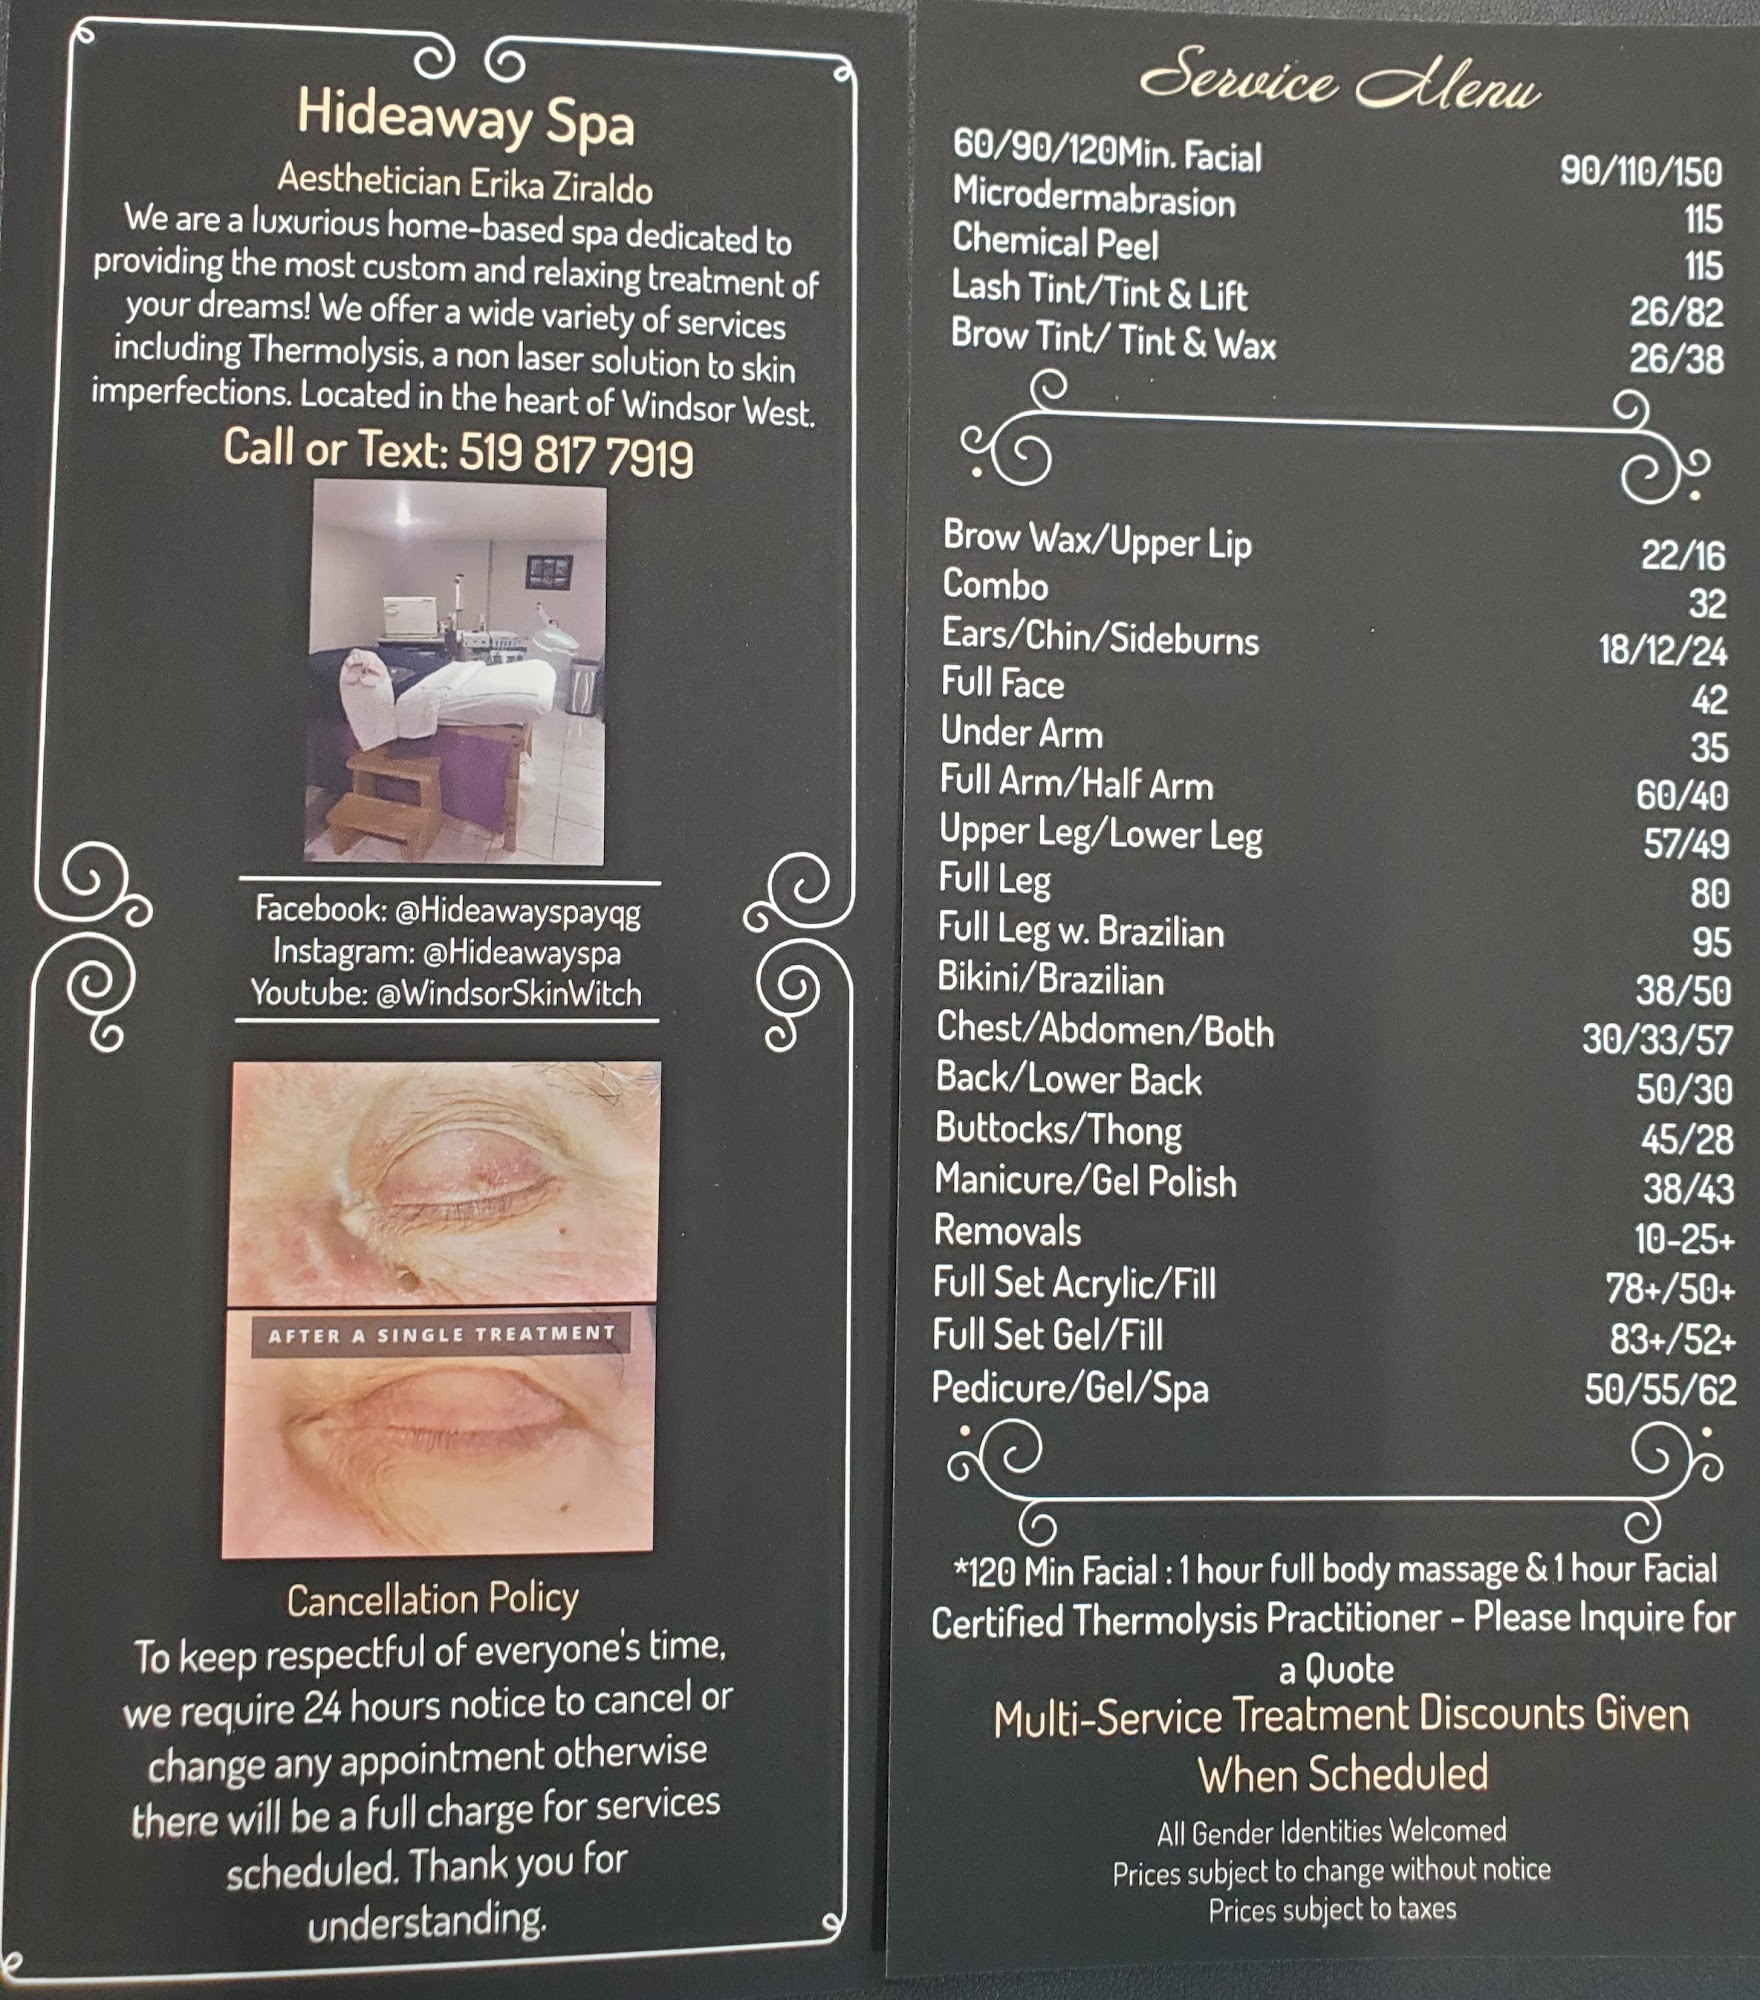 Hideaway Spa
Aesthetician Erika Ziraldo
We are a luxurious home-based spa dedicated to
providing the most custom and relaxing treatment of
your dreams! We offer a wide variety of services
including Thermolysis, a non laser solution to skin
imperfections. Located in the heart of Windsor West.
Call or Text: 519 817 7919
Facebook: @Hideawayspayqg
Instagram: @Hideawayspa
Youtube: @WindsorSkinWitch
AFTER A SINGLE TREATMENT
Cancellation Policy
To keep respectful of everyone's time,
we require 24 hours notice to cancel or
change any appointment otherwise
there will be a full charge for services
scheduled. Thank you for
understanding.
Service Menu
60/90/120Min. Facial 90/110/150
Microdermabrasion 115
Chemical Peel 115
Lash Tint/Tint & Lift 26/82
Brow Tint/ Tint & Wax 26/38
Brow Wax/Upper Lip 22/16
Combo 32
Ears/Chin/Sideburns 18/12/24
Full Face 42
Under Arm 35
Full Arm/Half Arm 60/40
Upper Leg/Lower Leg 57/49
Full Leg 80
Full Leg w. Brazilian 95
Bikini/Brazilian 38/50
Chest/Abdomen/Both 30/33/57
Back/Lower Back 50/30
Buttocks/Thong 45/28
Manicure/Gel Polish 38/43
Removals 10-25+
Full Set Acrylic/Fill 78+/50+
Full Set Gel/Fill 83+/52+
Pedicure/Gel/Spa 50/55/62
*120 Min Facial : 1 hour full body massage & 1 hour Facial
Certified Thermolysis Practitioner - Please Inquire for
a Quote
Multi-Service Treatment Discounts Given
When Scheduled
All Gender Identities Welcomed
Prices subject to change without notice
Prices subject to taxes